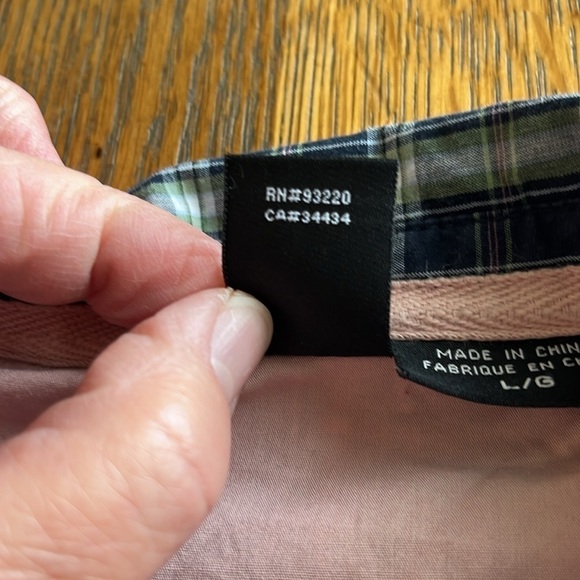 RN#93220
CA#34434
MADE IN CHIN
FABRIQUE EN C
L/G